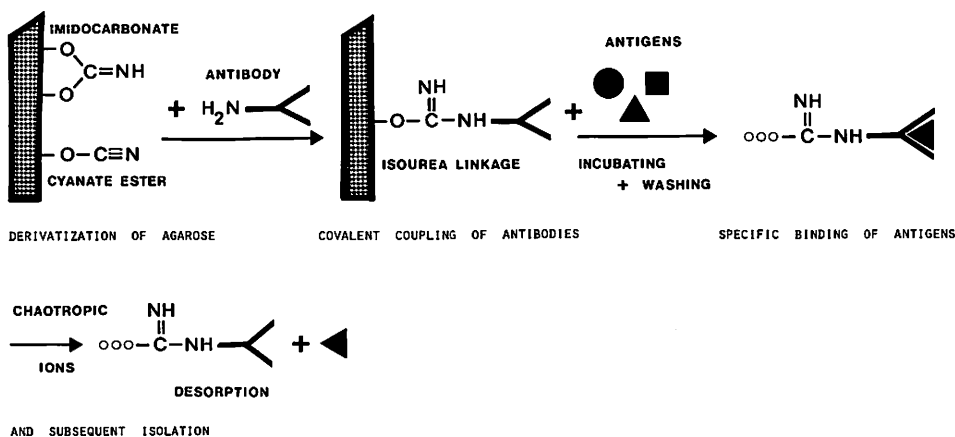 IMIDOCARBONATE
O
C=NH
O
O-C≡N
CYANATE ESTER
ANTIBODY
+ H2N
NH
O-C-NH
ISOUREA LINKAGE
ANTIGENS
+
INCUBATING
+ WASHING
NH
ooo-C-NH
DERIVATIZATION OF AGAROSE
COVALENT COUPLING OF ANTIBODIES
SPECIFIC BINDING OF ANTIGENS
CHAOTROPIC
IONS
NH
ooo-C-NH
+
DESORPTION
AND SUBSEQUENT ISOLATION